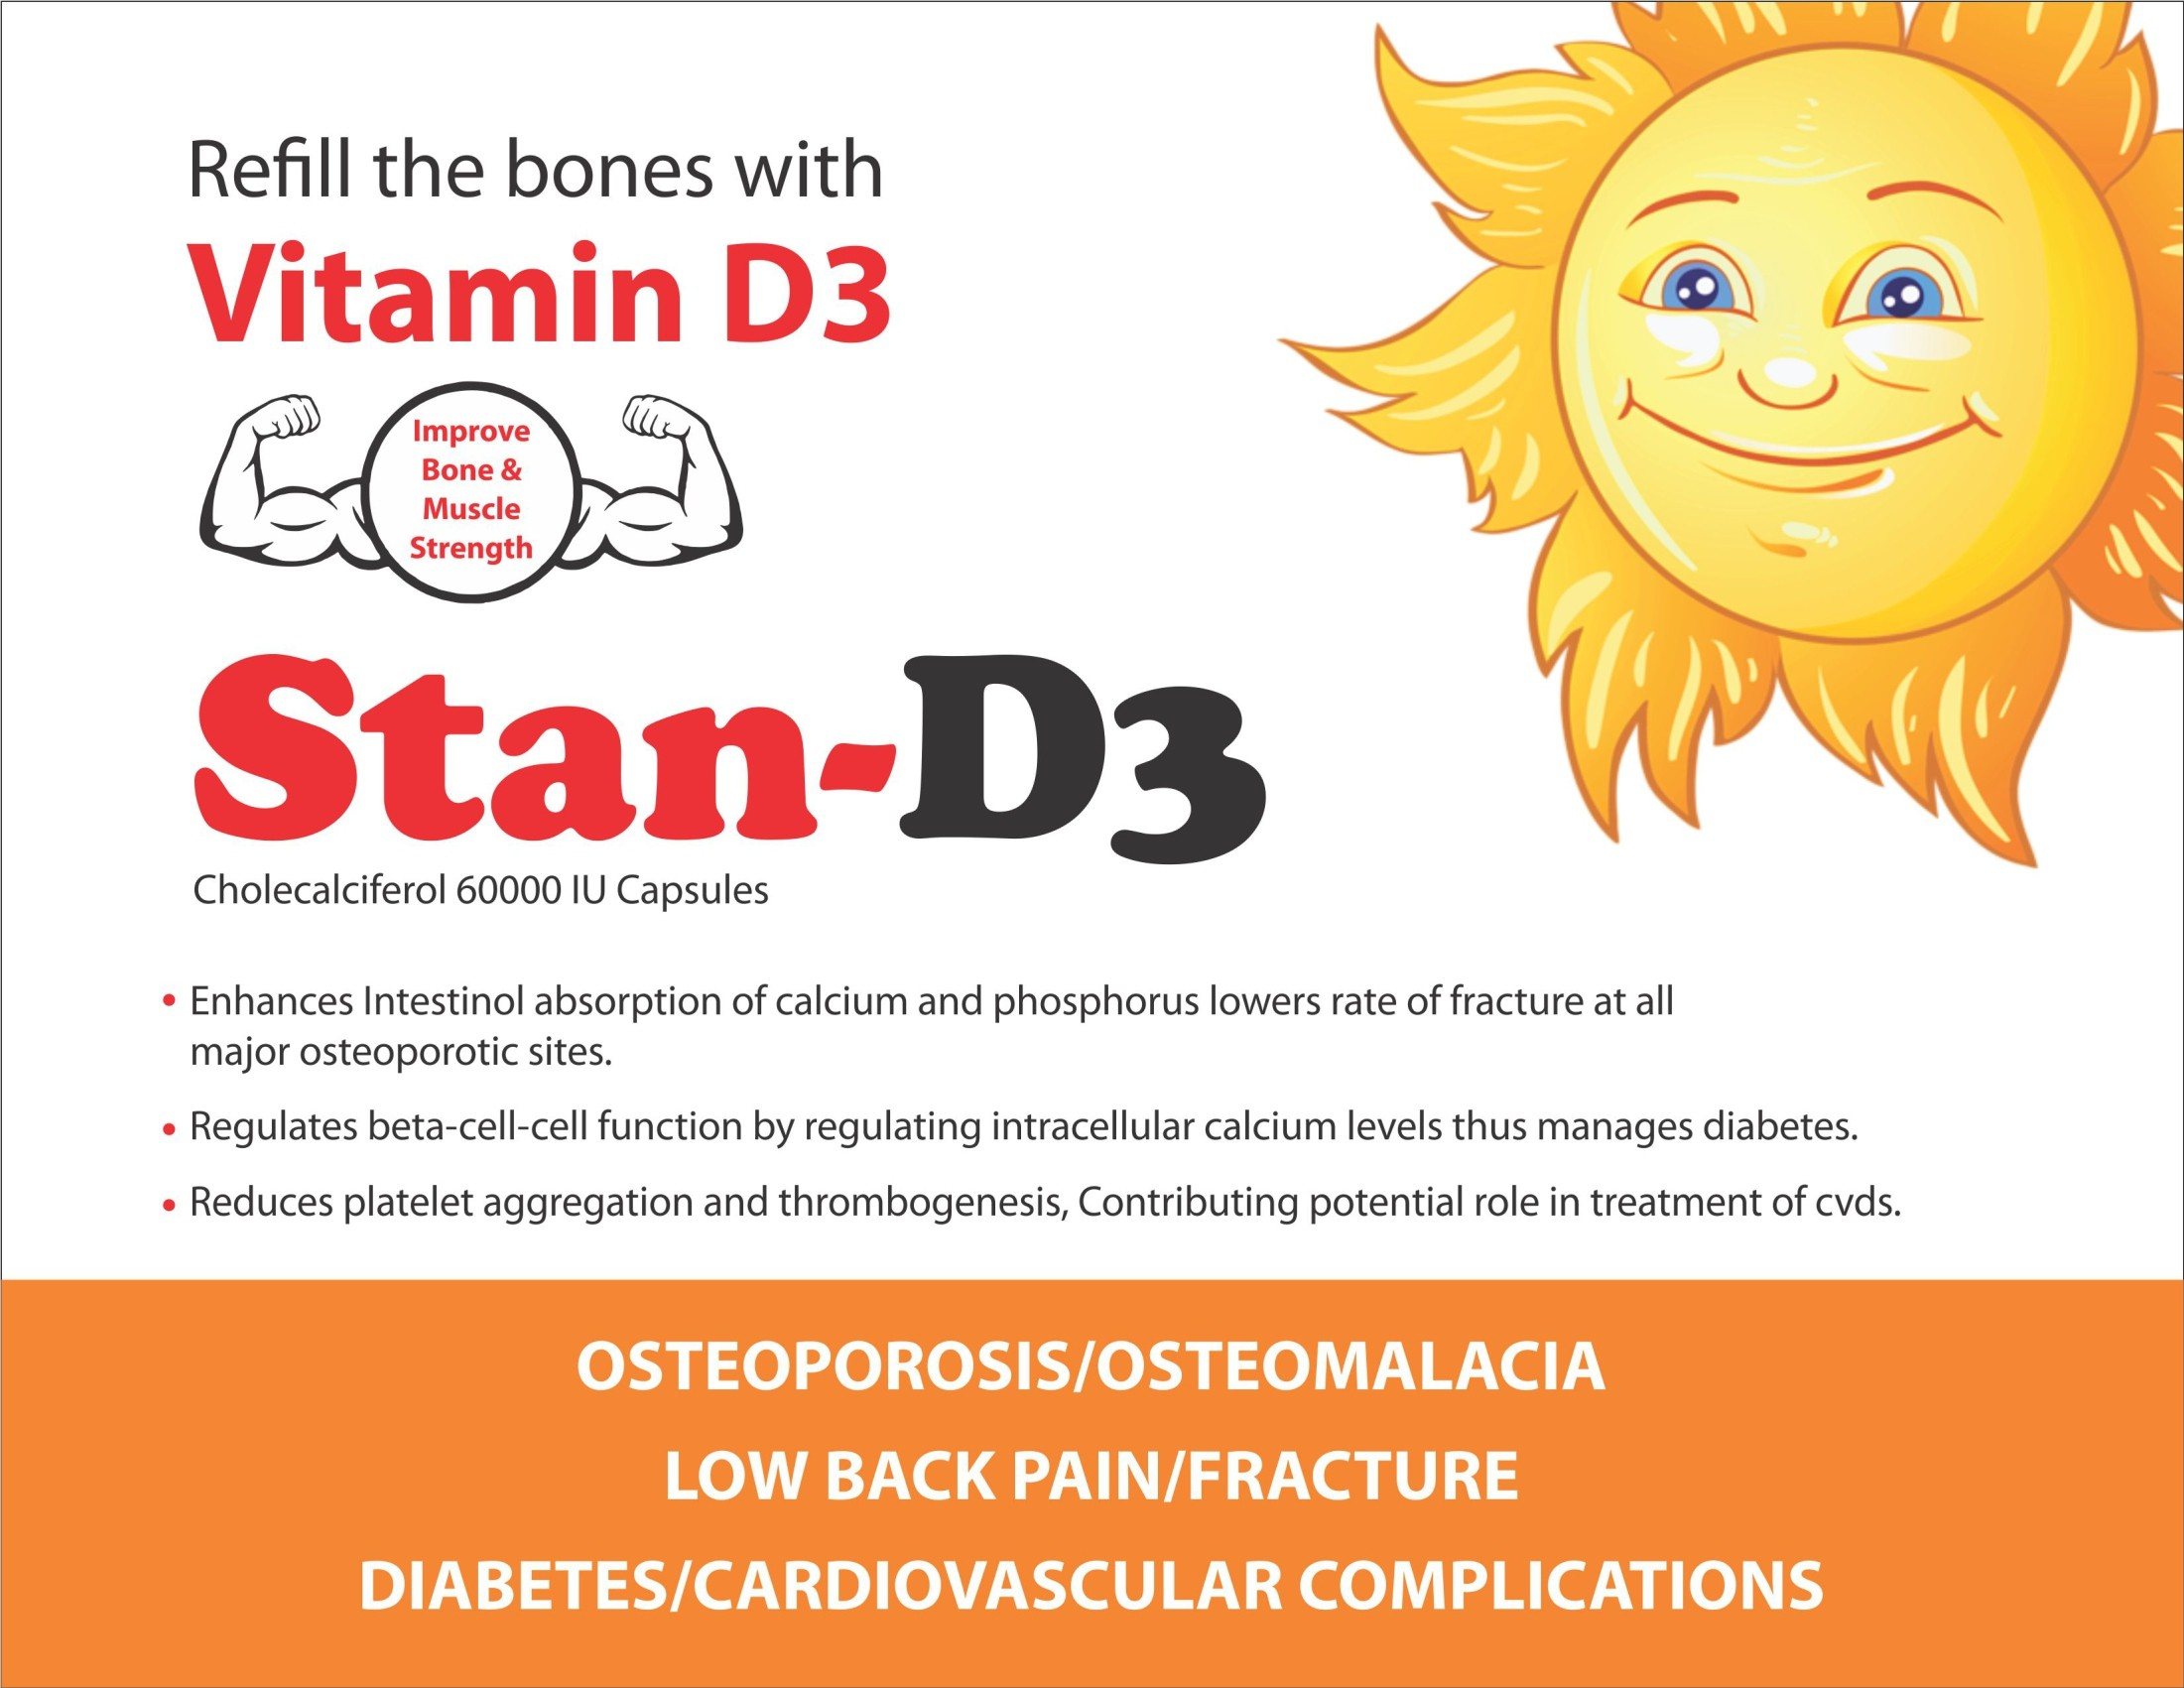 Refill the bones with
Vitamin D3
Improve
Bone &
Muscle
Strength
Stan-D3
Cholecalciferol 60000 IU Capsules
• Enhances Intestinol absorption of calcium and phosphorus lowers rate of fracture at all
major osteoporotic sites.
• Regulates beta-cell-cell function by regulating intracellular calcium levels thus manages diabetes.
• Reduces platelet aggregation and thrombogenesis, Contributing potential role in treatment of cvds.
OSTEOPOROSIS/OSTEOMALACIA
LOW BACK PAIN/FRACTURE
DIABETES/CARDIOVASCULAR COMPLICATIONS